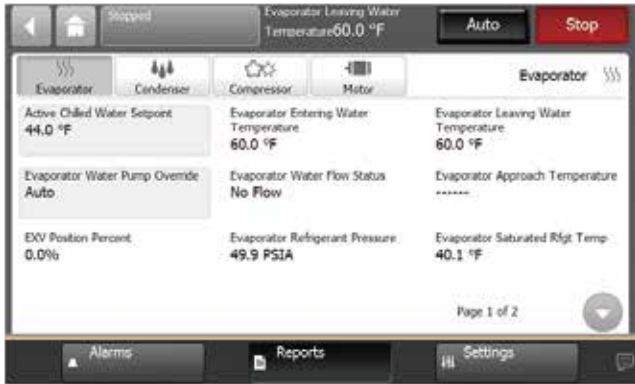 Stopped
Evaporator Leaving Water
Temperature60.0 °F
Auto
Stop
Evaporator
Condenser
Compressor
Motor
Evaporator
Active Chilled Water Setpoint
44.0 °F
Evaporator Entering Water
Temperature
60.0 °F
Evaporator Leaving Water
Temperature
60.0 °F
Evaporator Water Pump Override
Auto
Evaporator Water Flow Status
No Flow
Evaporator Approach Temperature
------
EXV Position Percent
0.0%
Evaporator Refrigerant Pressure
49.9 PSIA
Evaporator Saturated Rfgt Temp
40.1 °F
Page 1 of 2
Alarms
Reports
Settings